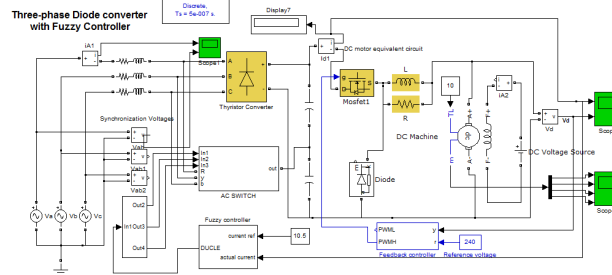 Three-phase Diode converter
with Fuzzy Controller
Discrete,
Ts = 5e-007 s.
Display7
iA1
Scope1
Id1
DC motor equivalent circuit
A
B
C
Thyristor Converter
Mosfet1
L
R
10
iA2
TL
DC Machine
Vd
Vd
Scop
DC Voltage Source
Synchronization Voltages
Vab
Vab1
Vab2
In1
In2
In3
R
y
b
out
AC SWITCH
Diode
Va
Vb
Vc
Out2
In1
Out3
Out4
Fuzzy controller
DUCLE
current ref
actual current
10.5
PWML
PWMH
y
r
Feedback controller
240
Reference voltage
Scop